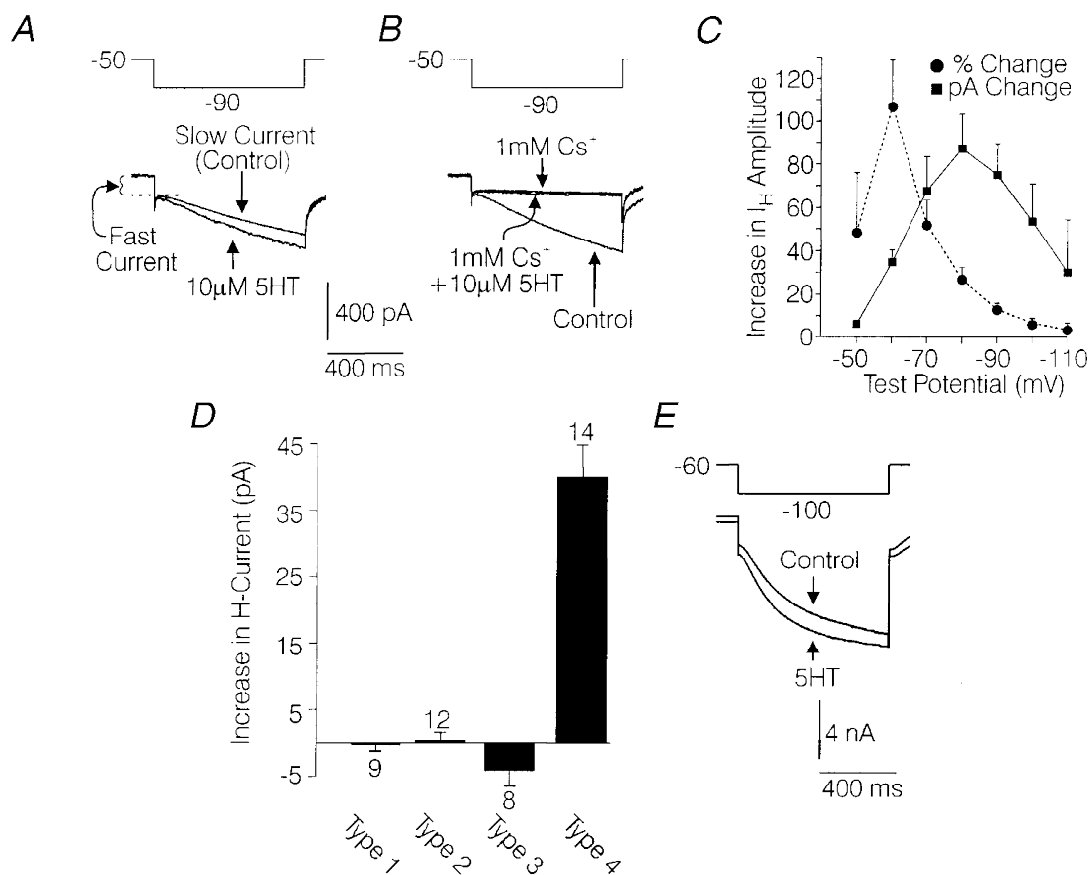 A
-50
-90
Slow Current
(Control)
Fast
Current
10μM 5HT
400 pA
400 ms
B
-50
-90
1mM Cs+
1mM Cs+
+10μM 5HT
Control
C
% Change
pA Change
Increase in IH Amplitude
120
100
80
60
40
20
0
-50
-70
-90
-110
Test Potential (mV)
D
Increase in H-Current (pA)
45
35
25
15
5
-5
9
12
8
14
Type 1
Type 2
Type 3
Type 4
E
-60
-100
Control
5HT
4 nA
400 ms